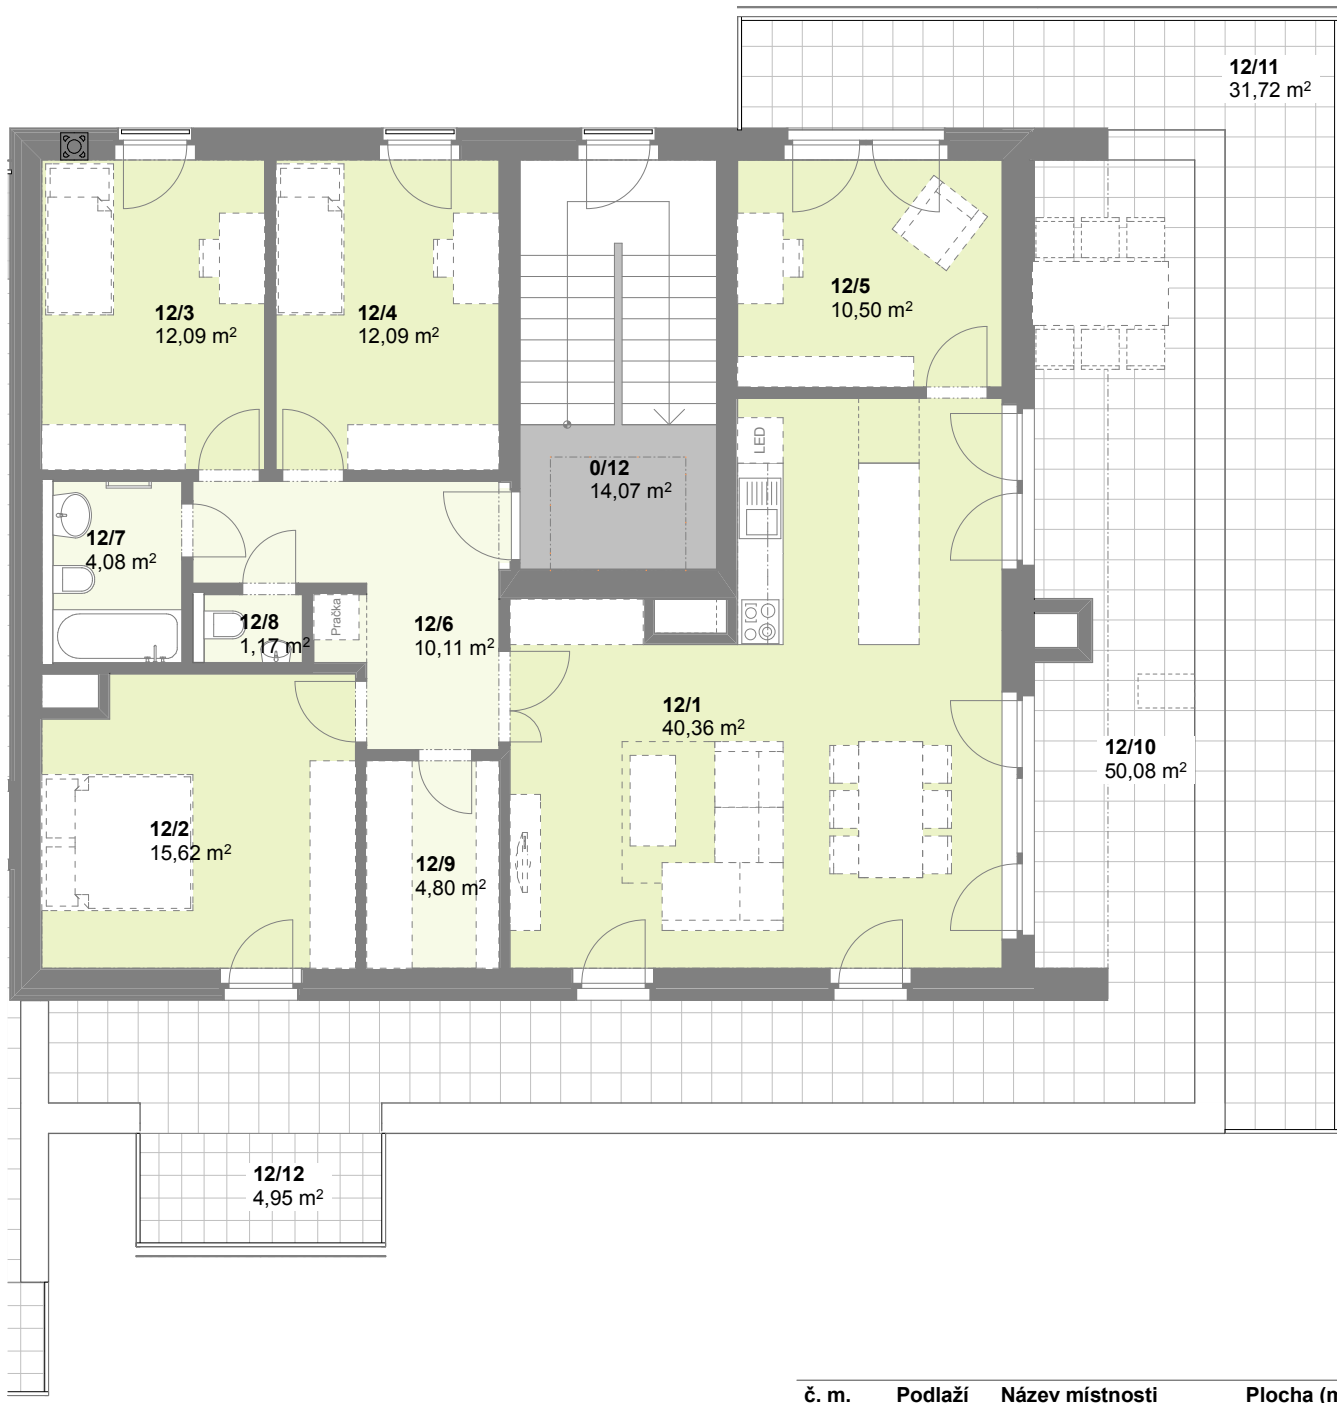 12/11
31,72 m²
12/5
10,50 m²
12/3
12,09 m²
12/4
12,09 m²
LED
0/12
14,07 m²
12/7
4,08 m²
12/8
1,17 m²
Pračka
12/6
10,11 m²
12/1
40,36 m²
12/10
50,08 m²
12/2
15,62 m²
12/9
4,80 m²
12/12
4,95 m²
č. m. Podlaží Název místnosti Plocha (m